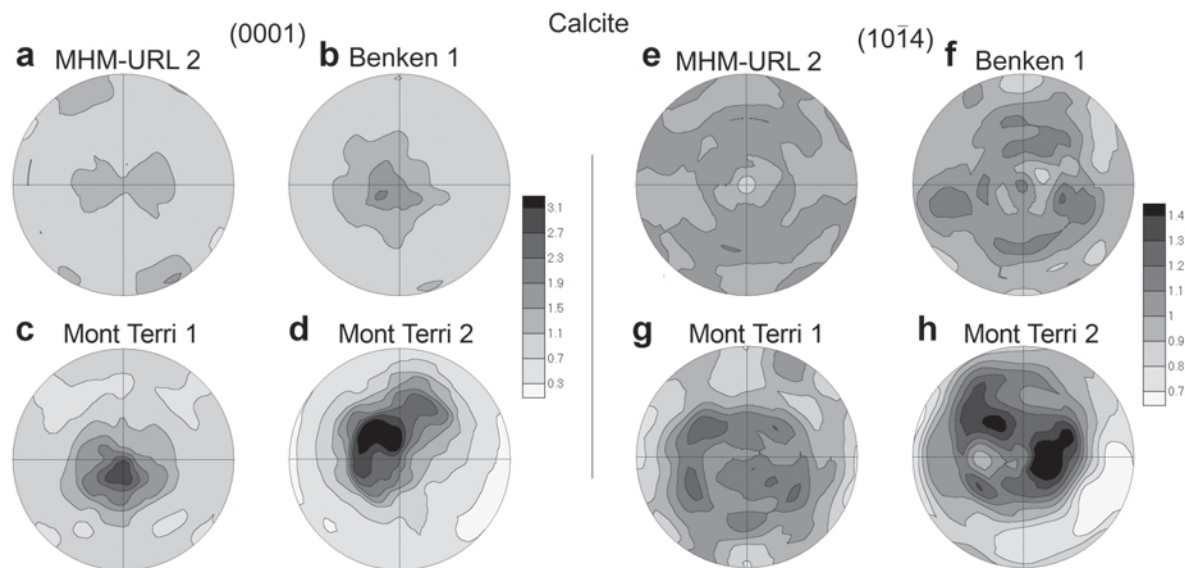 Calcite
(0001)
(101̄4)
a
MHM-URL 2
b
Benken 1
e
MHM-URL 2
f
Benken 1
3.1
2.7
2.3
1.9
1.5
1.1
0.7
0.3
1.4
1.3
1.2
1.1
1
0.9
0.8
0.7
c
Mont Terri 1
d
Mont Terri 2
g
Mont Terri 1
h
Mont Terri 2